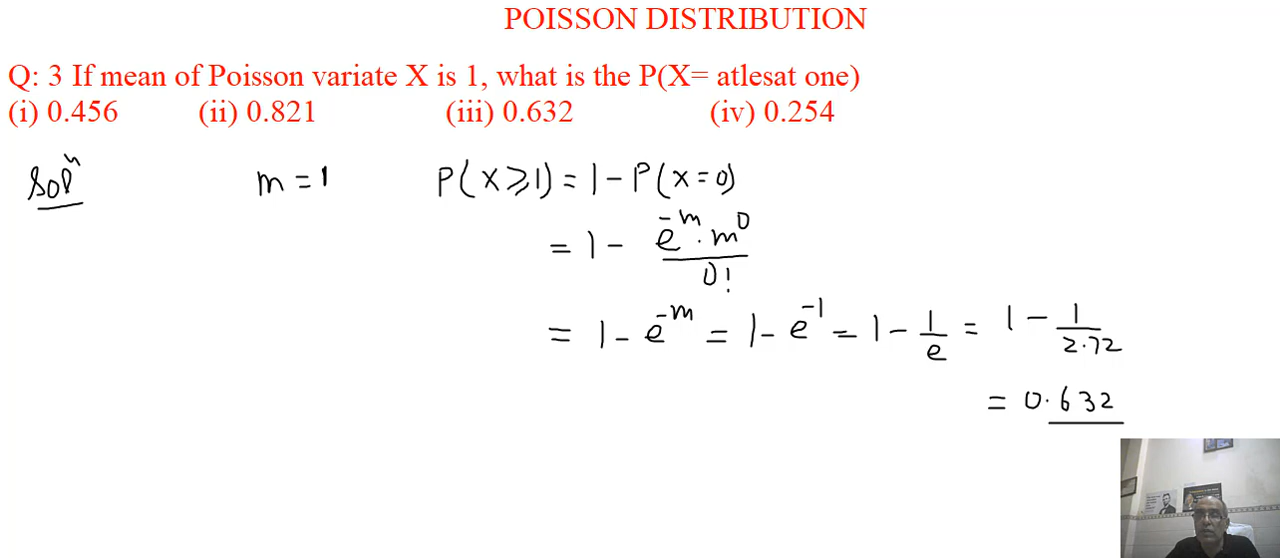 POISSON DISTRIBUTION
Q: 3 If mean of Poisson variate X is 1, what is the P(X= atlesat one)
(i) 0.456 (ii) 0.821 (iii) 0.632 (iv) 0.254
Solⁿ m = 1 P(X⩾1) = 1 - P(X=0)
= 1 - e^-m . m^0 / 0!
= 1 - e^-m = 1 - e^-1 = 1 - 1/e = 1 - 1/2.72
= 0.632